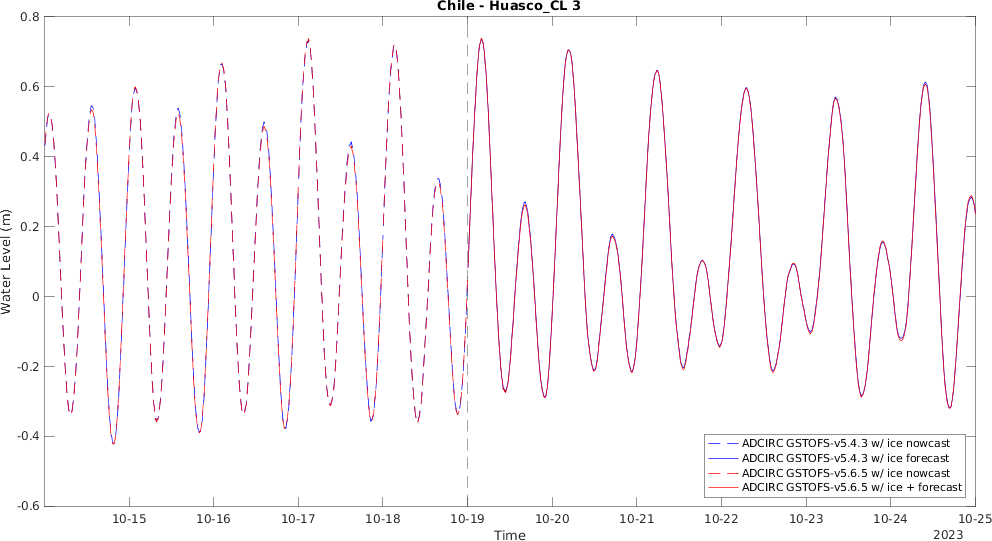 Chile - Huasco_CL 3
Water Level (m)
0.8
0.6
0.4
0.2
0
-0.2
-0.4
-0.6
ADCIRC GSTOFS-v5.4.3 w/ ice nowcast
ADCIRC GSTOFS-v5.4.3 w/ ice forecast
ADCIRC GSTOFS-v5.6.5 w/ ice nowcast
ADCIRC GSTOFS-v5.6.5 w/ ice + forecast
10-15 10-16 10-17 10-18 10-19 10-20 10-21 10-22 10-23 10-24 10-25
Time
2023